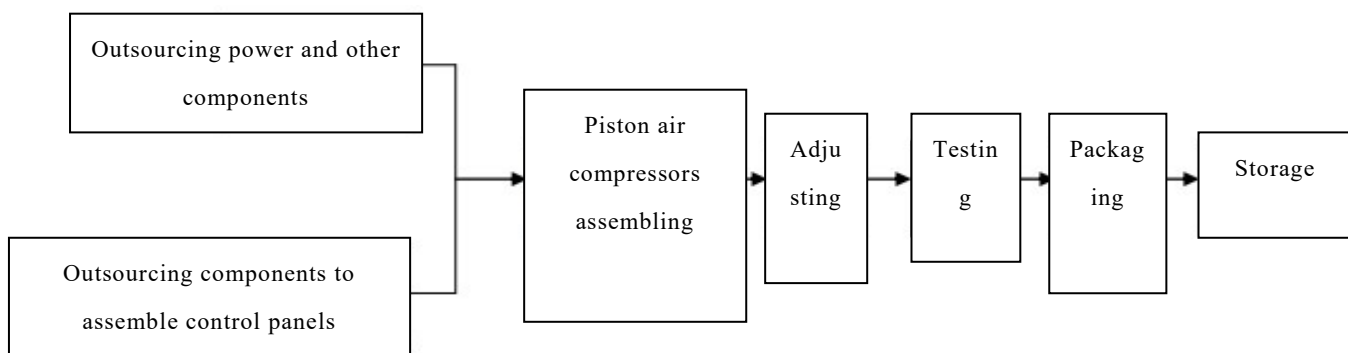 Outsourcing power and other
components
Outsourcing components to
assemble control panels
Piston air
compressors
assembling
Adju
sting
Testin
g
Packag
ing
Storage